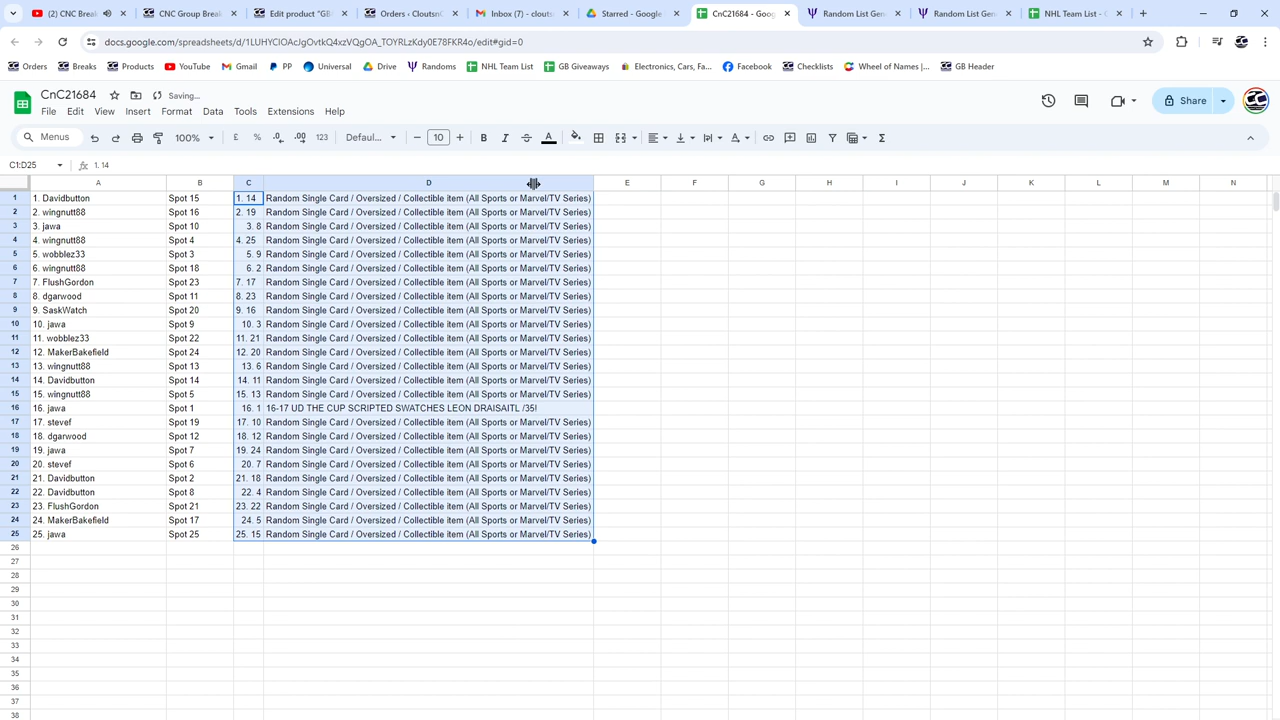 (2) CNC Break
CNC Group Break
Edit product "GB
Orders ‹ CloutsnC
Inbox (7) - clouts
Starred - Google
CnC21684 - Goog
Random List Gen
Random List Gen
NHL Team List -
docs.google.com/spreadsheets/d/1LUHYClOAcJgOvtkQ4xzVQgOA_TOYRLzKdy0E78FKR4o/edit#gid=0
Orders Breaks Products YouTube Gmail PP Universal Drive Randoms NHL Team List GB Giveaways Electronics, Cars, Fa... Facebook Checklists Wheel of Names |... GB Header
CnC21684 Saving...
File Edit View Insert Format Data Tools Extensions Help
Share
Menus 100% £ % .0 .00 123 Defaul... 10
C1:D25 1. 14
A B C D E F G H I J K L M N
1 1. Davidbutton Spot 15 1. 14 Random Single Card / Oversized / Collectible item (All Sports or Marvel/TV Series)
2 2. wingnutt88 Spot 16 2. 19 Random Single Card / Oversized / Collectible item (All Sports or Marvel/TV Series)
3 3. jawa Spot 10 3. 8 Random Single Card / Oversized / Collectible item (All Sports or Marvel/TV Series)
4 4. wingnutt88 Spot 4 4. 25 Random Single Card / Oversized / Collectible item (All Sports or Marvel/TV Series)
5 5. wobblez33 Spot 3 5. 9 Random Single Card / Oversized / Collectible item (All Sports or Marvel/TV Series)
6 6. wingnutt88 Spot 18 6. 2 Random Single Card / Oversized / Collectible item (All Sports or Marvel/TV Series)
7 7. FlushGordon Spot 23 7. 17 Random Single Card / Oversized / Collectible item (All Sports or Marvel/TV Series)
8 8. dgarwood Spot 11 8. 23 Random Single Card / Oversized / Collectible item (All Sports or Marvel/TV Series)
9 9. SaskWatch Spot 20 9. 16 Random Single Card / Oversized / Collectible item (All Sports or Marvel/TV Series)
10 10. jawa Spot 9 10. 3 Random Single Card / Oversized / Collectible item (All Sports or Marvel/TV Series)
11 11. wobblez33 Spot 22 11. 21 Random Single Card / Oversized / Collectible item (All Sports or Marvel/TV Series)
12 12. MakerBakefield Spot 24 12. 20 Random Single Card / Oversized / Collectible item (All Sports or Marvel/TV Series)
13 13. wingnutt88 Spot 13 13. 6 Random Single Card / Oversized / Collectible item (All Sports or Marvel/TV Series)
14 14. Davidbutton Spot 14 14. 11 Random Single Card / Oversized / Collectible item (All Sports or Marvel/TV Series)
15 15. wingnutt88 Spot 5 15. 13 Random Single Card / Oversized / Collectible item (All Sports or Marvel/TV Series)
16 16. jawa Spot 1 16. 1 16-17 UD THE CUP SCRIPTED SWATCHES LEON DRAISAITL /35!
17 17. stevef Spot 19 17. 10 Random Single Card / Oversized / Collectible item (All Sports or Marvel/TV Series)
18 18. dgarwood Spot 12 18. 12 Random Single Card / Oversized / Collectible item (All Sports or Marvel/TV Series)
19 19. jawa Spot 7 19. 24 Random Single Card / Oversized / Collectible item (All Sports or Marvel/TV Series)
20 20. stevef Spot 6 20. 7 Random Single Card / Oversized / Collectible item (All Sports or Marvel/TV Series)
21 21. Davidbutton Spot 2 21. 18 Random Single Card / Oversized / Collectible item (All Sports or Marvel/TV Series)
22 22. Davidbutton Spot 8 22. 4 Random Single Card / Oversized / Collectible item (All Sports or Marvel/TV Series)
23 23. FlushGordon Spot 21 23. 22 Random Single Card / Oversized / Collectible item (All Sports or Marvel/TV Series)
24 24. MakerBakefield Spot 17 24. 5 Random Single Card / Oversized / Collectible item (All Sports or Marvel/TV Series)
25 25. jawa Spot 25 25. 15 Random Single Card / Oversized / Collectible item (All Sports or Marvel/TV Series)
26
27
28
29
30
31
32
33
34
35
36
37
38